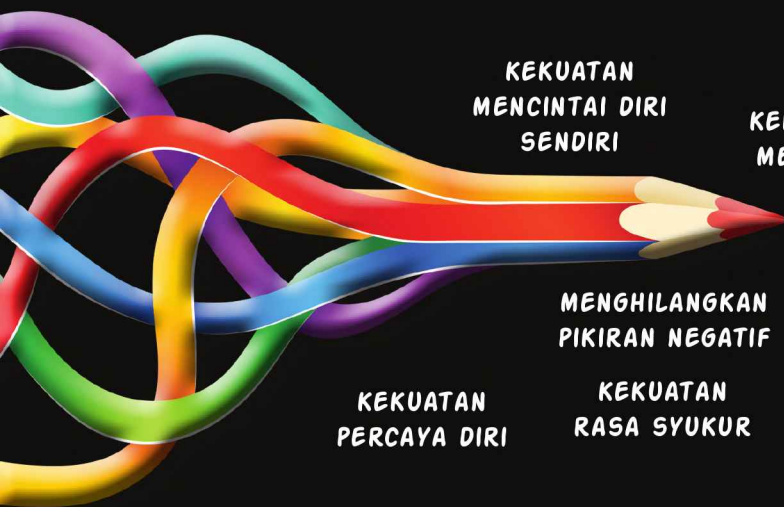 KEKUATAN
MENCINTAI DIRI
SENDIRI
MENGHILANGKAN
PIKIRAN NEGATIF
KEKUATAN
PERCAYA DIRI
KEKUATAN
RASA SYUKUR